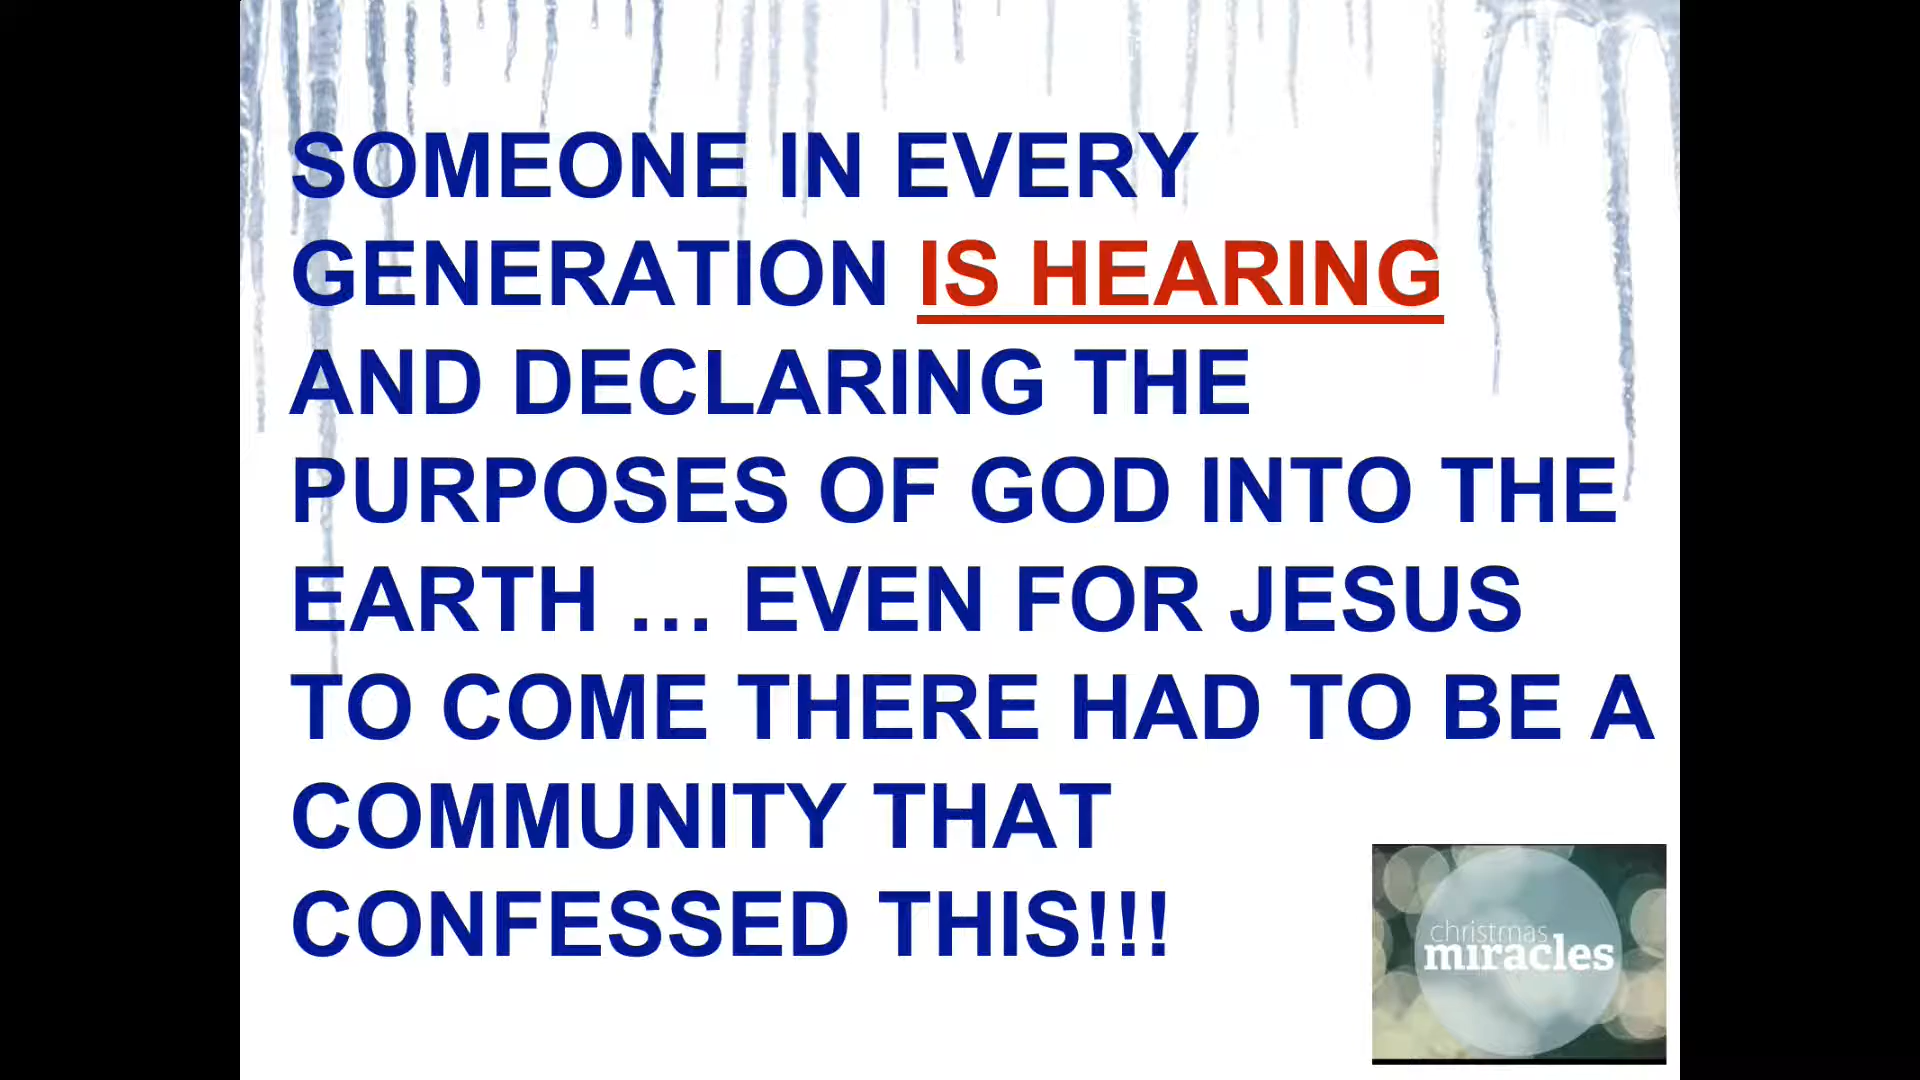 SOMEONE IN EVERY
GENERATION IS HEARING
AND DECLARING THE
PURPOSES OF GOD INTO THE
EARTH … EVEN FOR JESUS
TO COME THERE HAD TO BE A
COMMUNITY THAT
CONFESSED THIS!!!
christmas
miracles